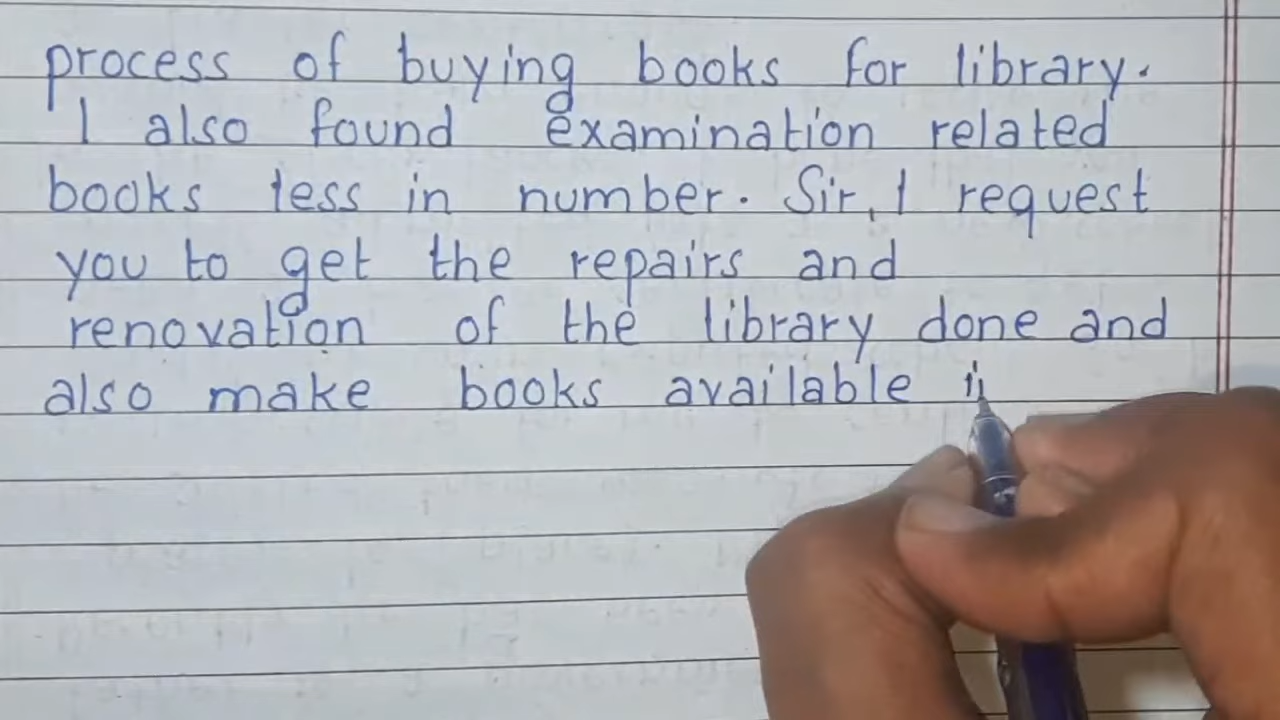 process of buying books for library.
I also found examination related
books less in number. Sir, I request
you to get the repairs and
renovation of the library done and
also make books available